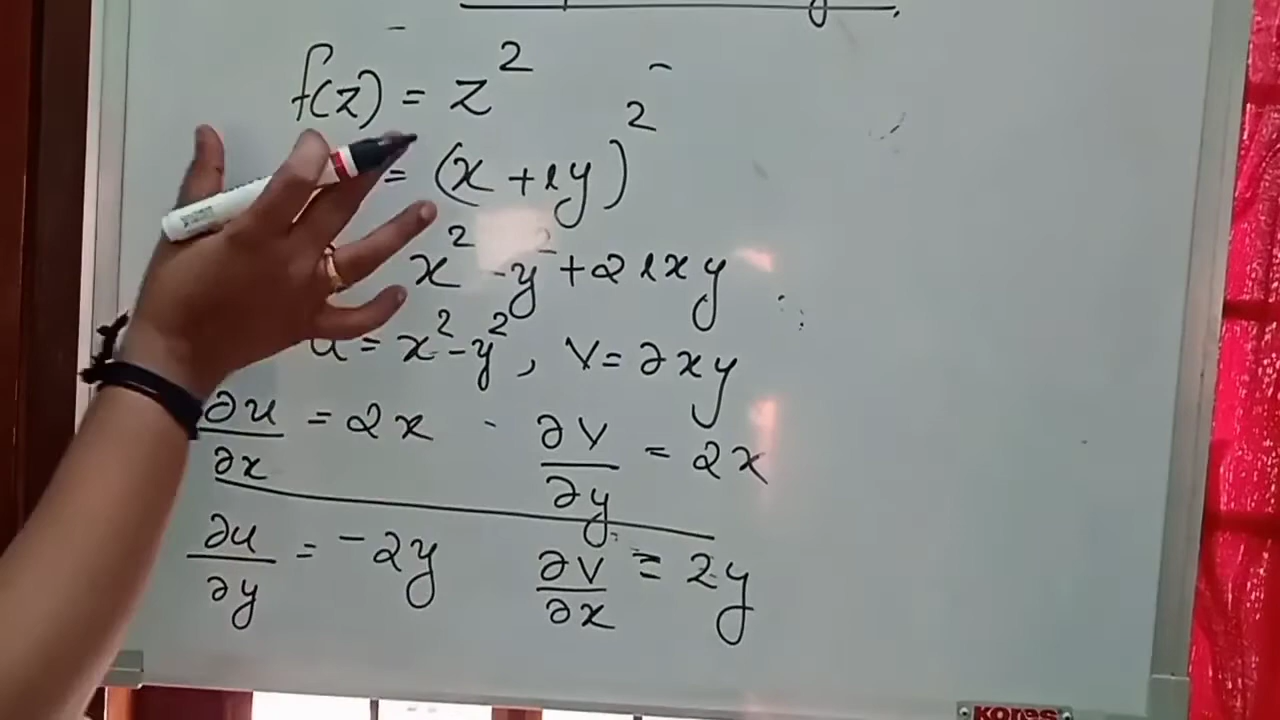 f(z) = z²
= (x + iy)²
x² - y² + 2ixy
u = x² - y² , v = 2xy
∂u/∂x = 2x ∂v/∂y = 2x
∂u/∂y = -2y ∂v/∂x = 2y
kores